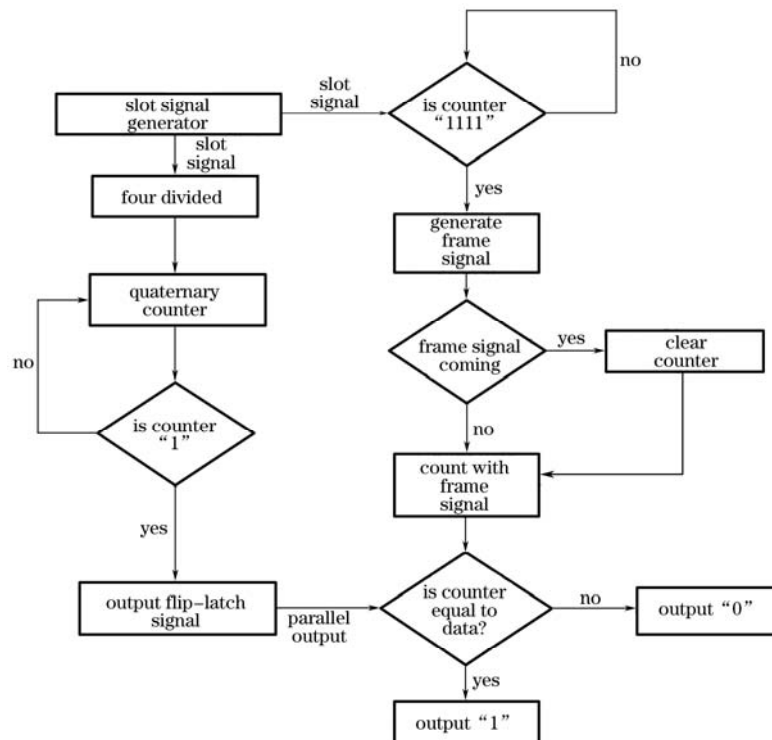 no
slot
signal
is counter
“1111”
slot signal
generator
slot
signal
yes
four divided
generate
frame
signal
quaternary
counter
frame signal
coming
yes
clear
counter
no
is counter
“1”
no
count with
frame
signal
yes
output flip-latch
signal
parallel
output
is counter
equal to
data?
no
output “0”
yes
output “1”